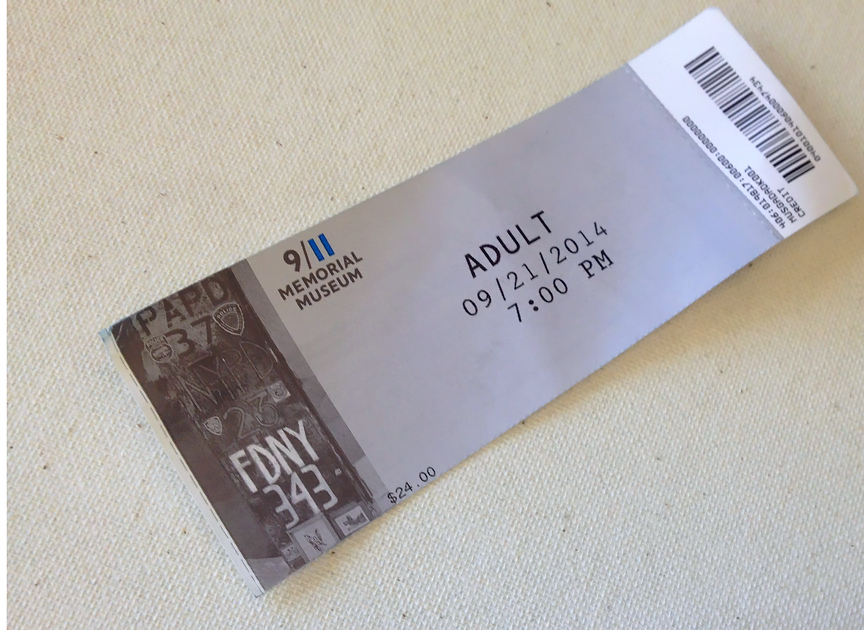 PAPD
37
NYPD
23
FDNY
343
9/11
MEMORIAL
MUSEUM
$24.00
ADULT
09/21/2014
7:00 PM
CREDIT